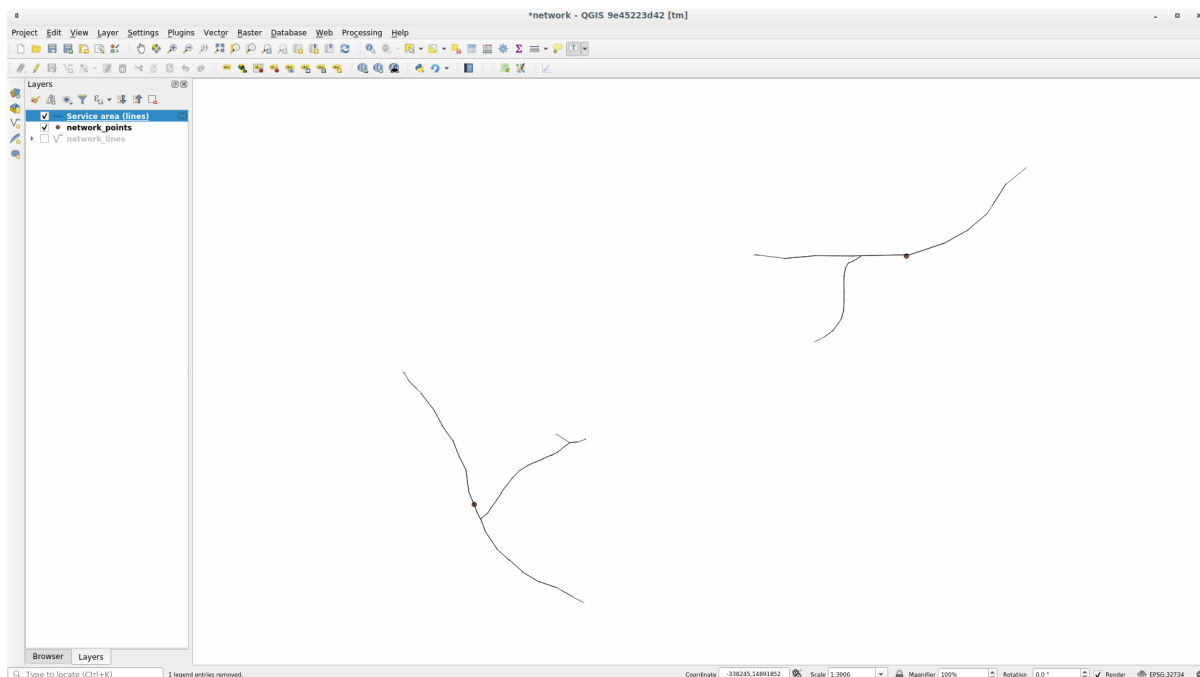 *network - QGIS 9e45223d42 [tm]
Project Edit View Layer Settings Plugins Vector Raster Database Web Processing Help
Layers
Service area (lines)
network_points
network_lines
Browser Layers
Type to locate (Ctrl+K) 1 legend entries removed. Coordinate -338245,14891852 Scale 1:3906 Magnifier 100% Rotation 0.0 ° Render EPSG:32734